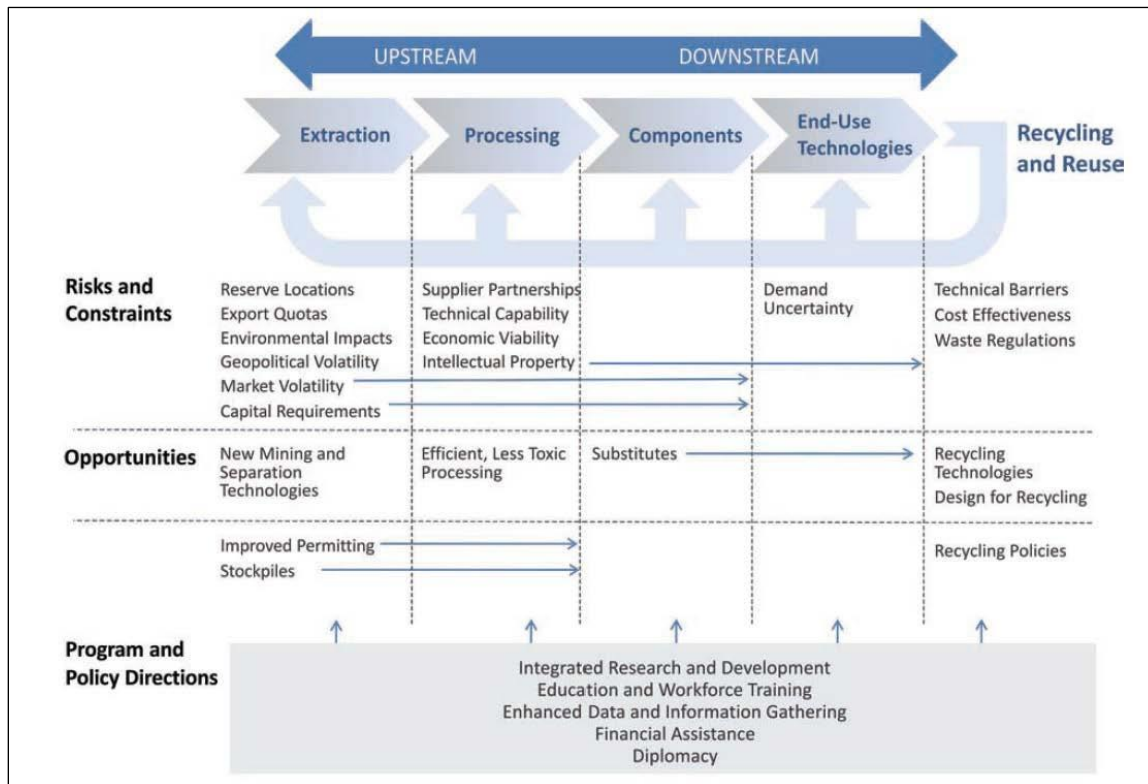 UPSTREAM
DOWNSTREAM
Extraction
Processing
Components
End-Use
Technologies
Recycling
and Reuse
Risks and
Constraints
Reserve Locations
Export Quotas
Environmental Impacts
Geopolitical Volatility
Market Volatility
Capital Requirements
Supplier Partnerships
Technical Capability
Economic Viability
Intellectual Property
Demand
Uncertainty
Technical Barriers
Cost Effectiveness
Waste Regulations
Opportunities
New Mining and
Separation
Technologies
Efficient, Less Toxic
Processing
Substitutes
Recycling
Technologies
Design for Recycling
Improved Permitting
Stockpiles
Recycling Policies
Program and
Policy Directions
Integrated Research and Development
Education and Workforce Training
Enhanced Data and Information Gathering
Financial Assistance
Diplomacy